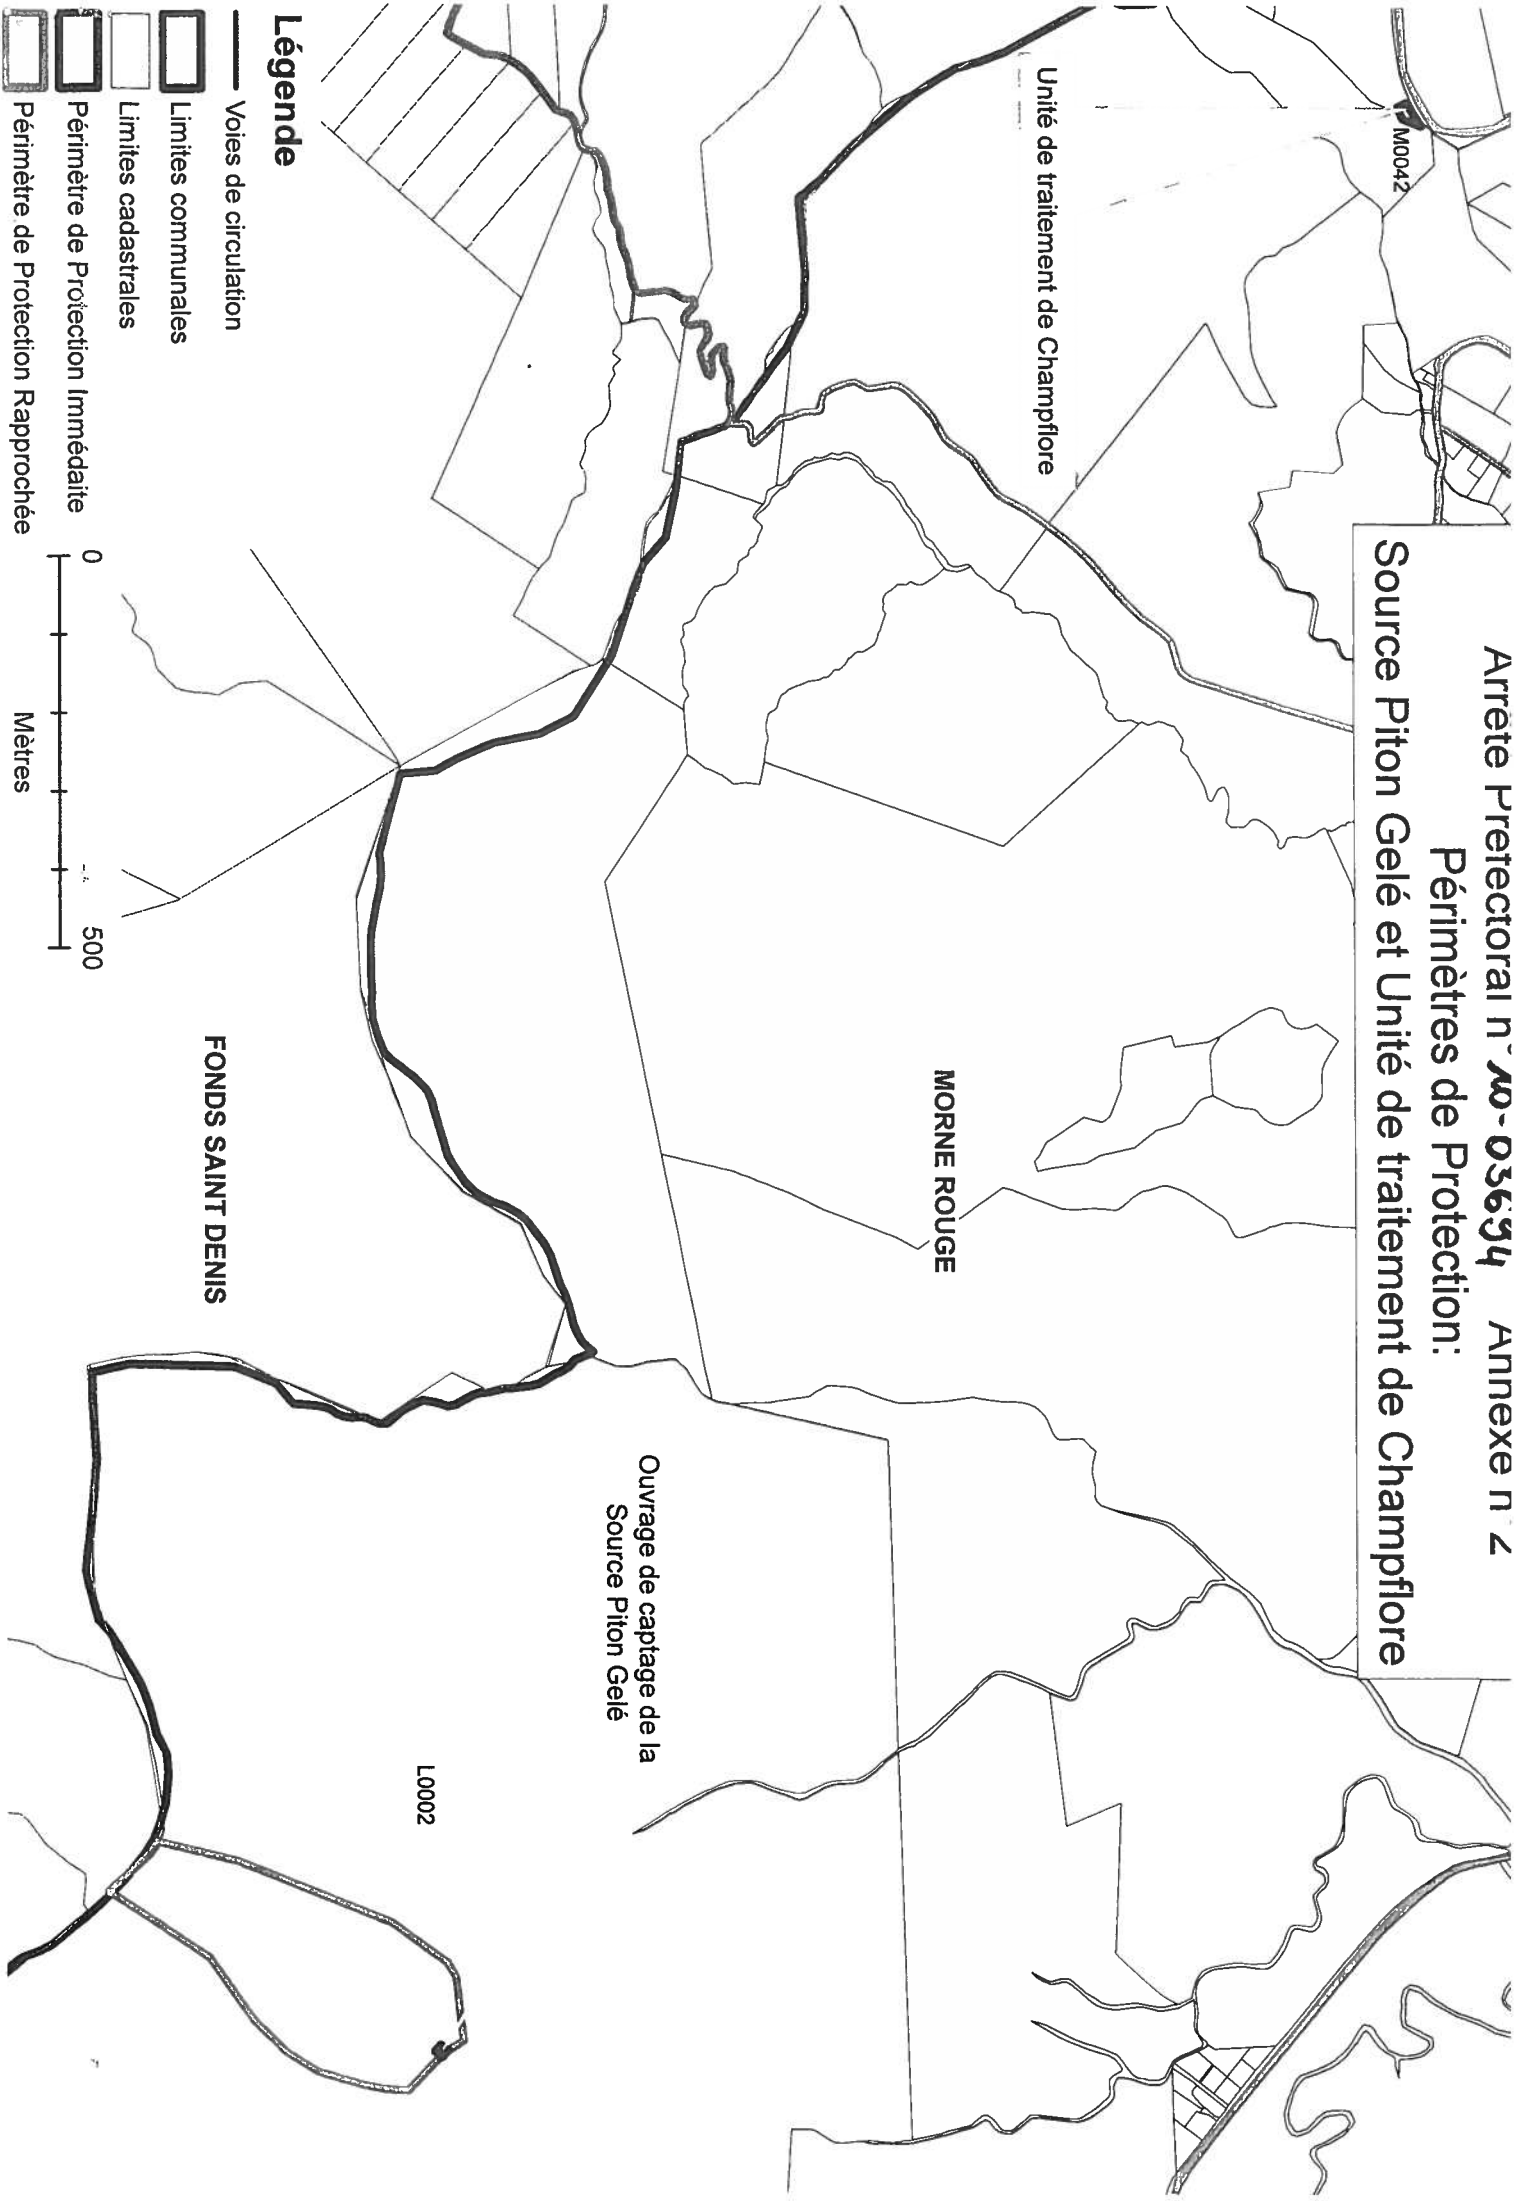 Arrêté Préfectoral n° 10-03694 Annexe n° 2
Périmètres de Protection:
Source Piton Gelé et Unité de traitement de Champflore
M0042
Unité de traitement de Champflore
MORNE ROUGE
Ouvrage de captage de la
Source Piton Gelé
L0002
FONDS SAINT DENIS
Légende
Voies de circulation
Limites communales
Limites cadastrales
Périmètre de Protection Immédaite
Périmètre de Protection Rapprochée
0 500
Mètres